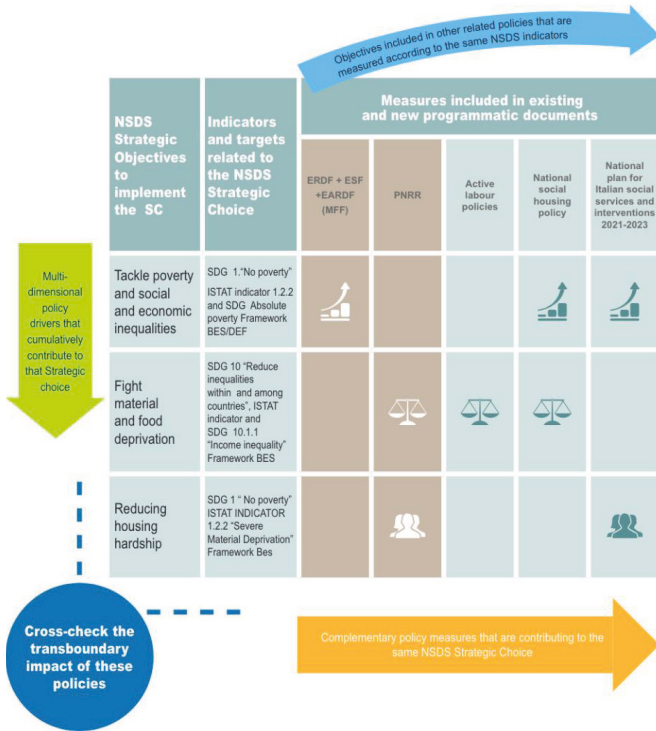 Objectives included in other related policies that are
measured according to the same NSDS indicators
NSDS
Strategic
Objectives
to
implement
the SC
Indicators
and targets
related to
the NSDS
Strategic
Choice
Measures included in existing
and new programmatic documents
ERDF + ESF
+EARDF
(MFF)
PNRR
Active
labour
policies
National
social
housing
policy
National
plan for
Italian social
services and
interventions
2021-2023
Multi-
dimensional
policy
drivers that
cumulatively
contribute to
that Strategic
choice
Tackle poverty
and social
and economic
inequalities
SDG 1."No poverty"
ISTAT indicator 1.2.2
and SDG Absolute
poverty Framework
BES/DEF
Fight
material
and food
deprivation
SDG 10 "Reduce
inequalities
within and among
countries", ISTAT
indicator and
SDG 10.1.1
"Income inequality"
Framework BES
Reducing
housing
hardship
SDG 1 " No poverty"
ISTAT INDICATOR
1.2.2 "Severe
Material Deprivation"
Framework Bes
Cross-check the
transboundary
impact of these
policies
Complementary policy measures that are contributing to the
same NSDS Strategic Choice